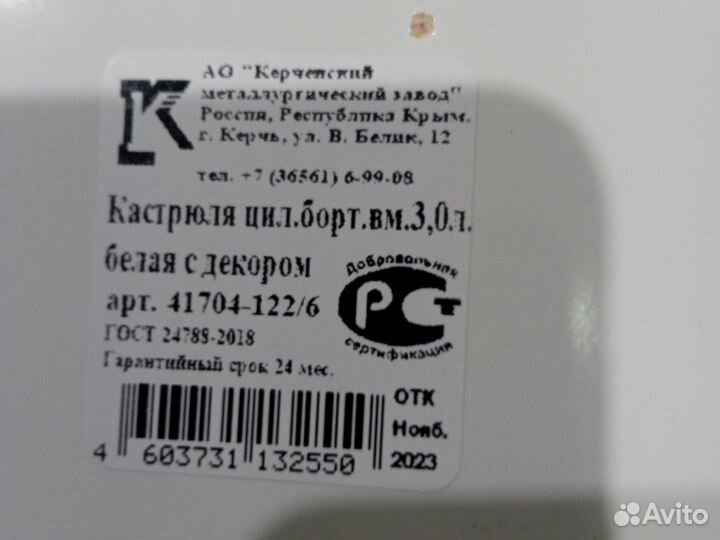 АО "Керченский
металлургический завод"
Россия, Республика Крым.
г. Керчь, ул. В. Белик, 12
тел. +7 (36561) 6-99-08
Кастрюля цил.борт.вм.3,0л.
белая с декором
арт. 41704-122/6
ГОСТ 24788-2018
Гарантийный срок 24 мес.
Добровольная
РСТ
сертификация
ОТК
Нояб.
2023
4 603731 132550
Avito